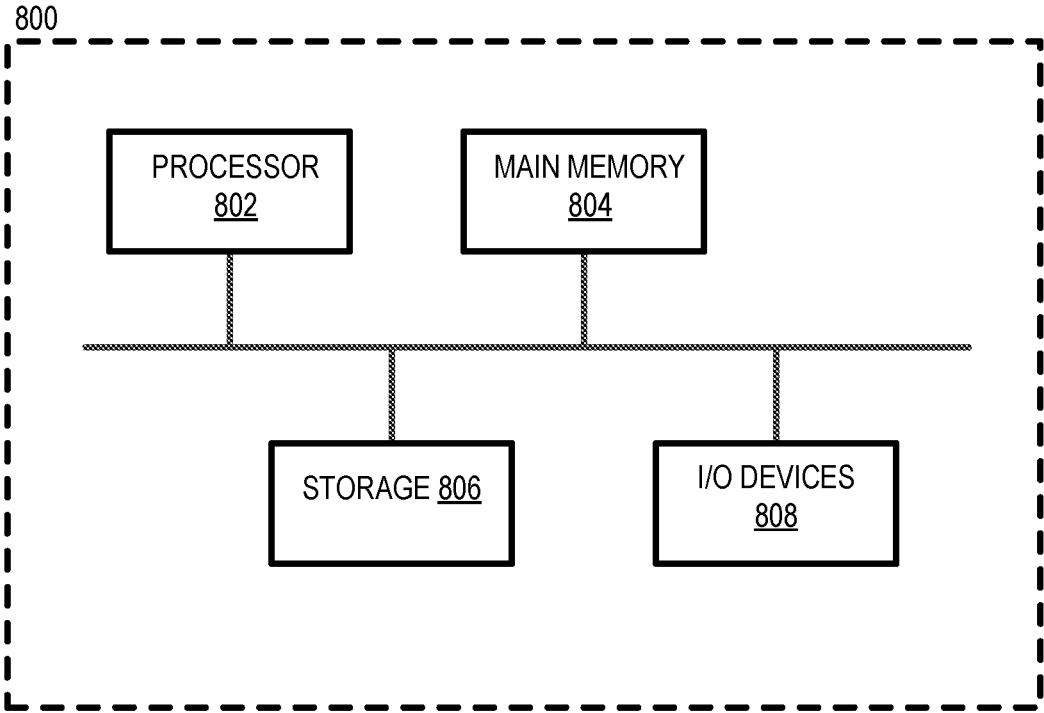 800
PROCESSOR
802
MAIN MEMORY
804
STORAGE 806
I/O DEVICES
808